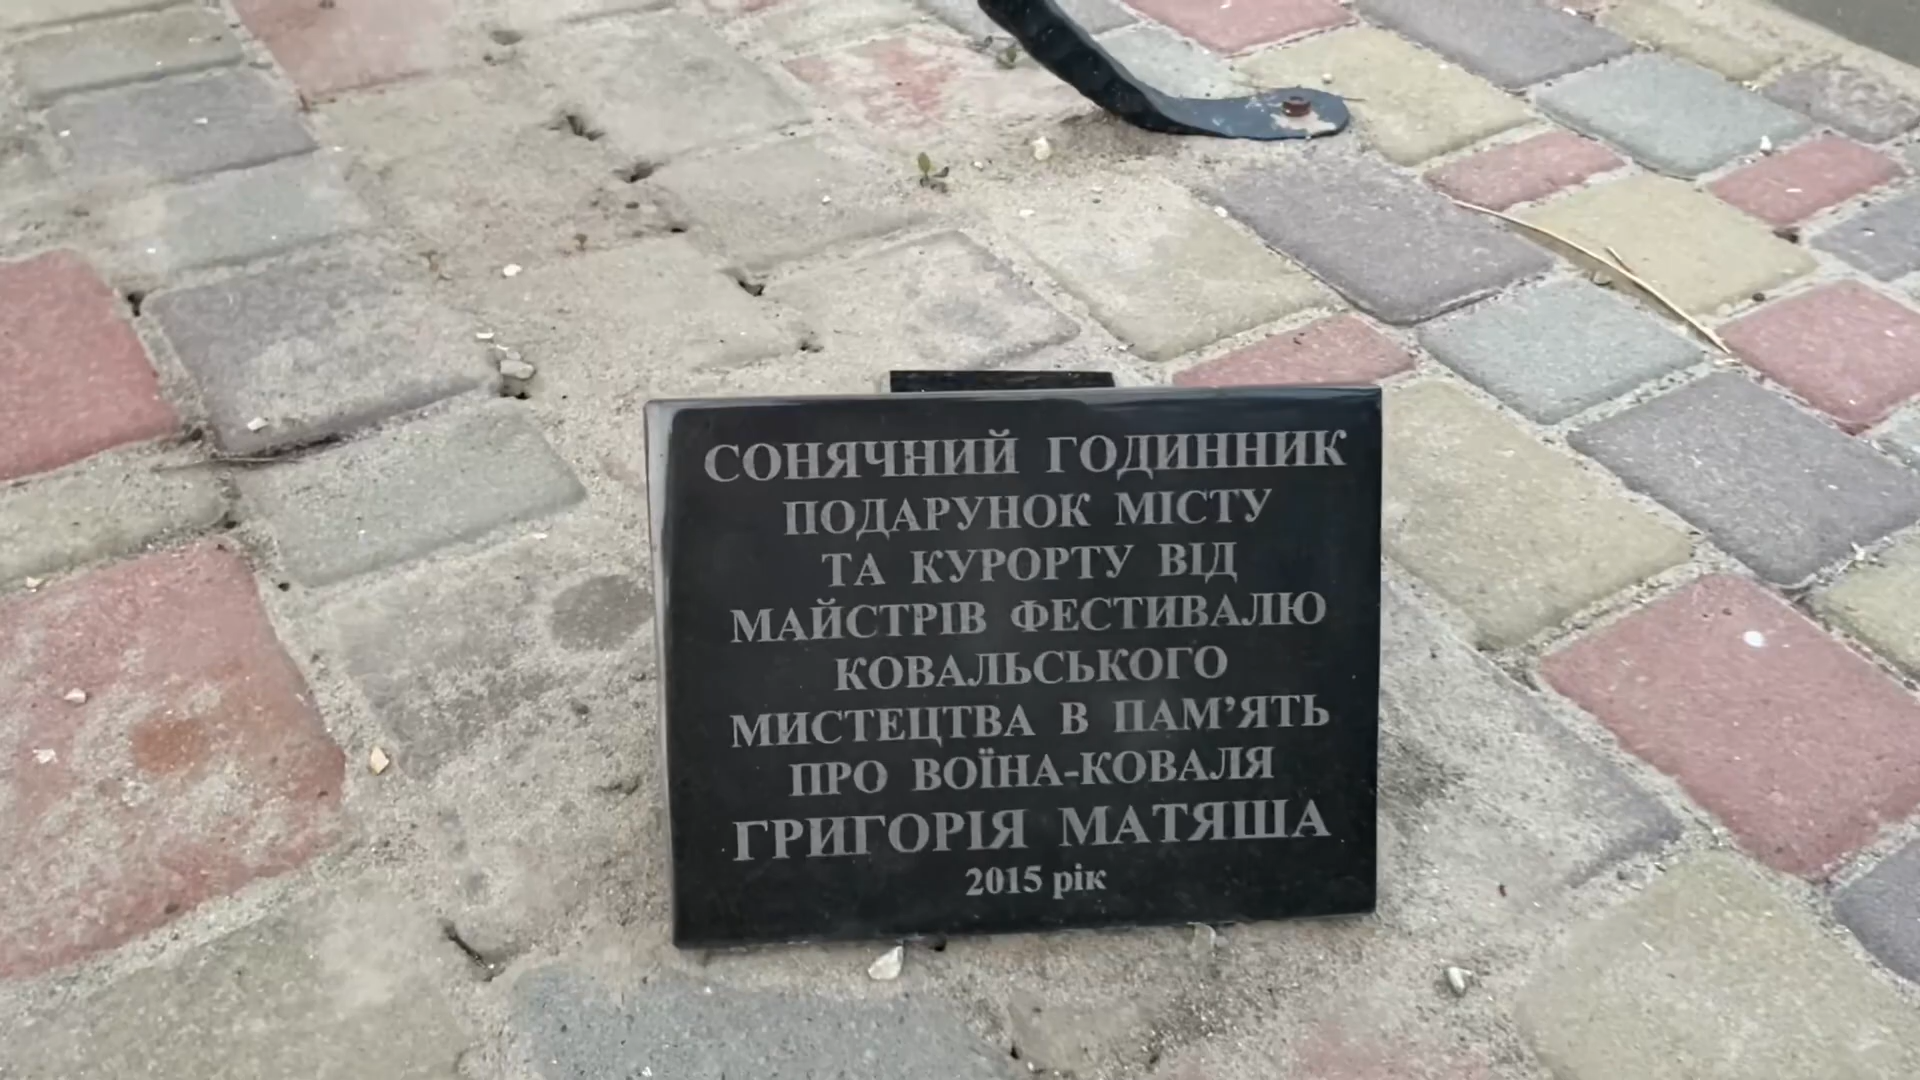 СОНЯЧНИЙ ГОДИННИК
ПОДАРУНОК МІСТУ
ТА КУРОРТУ ВІД
МАЙСТРІВ ФЕСТИВАЛЮ
КОВАЛЬСЬКОГО
МИСТЕЦТВА В ПАМ’ЯТЬ
ПРО ВОЇНА-КОВАЛЯ
ГРИГОРІЯ МАТЯША
2015 рік